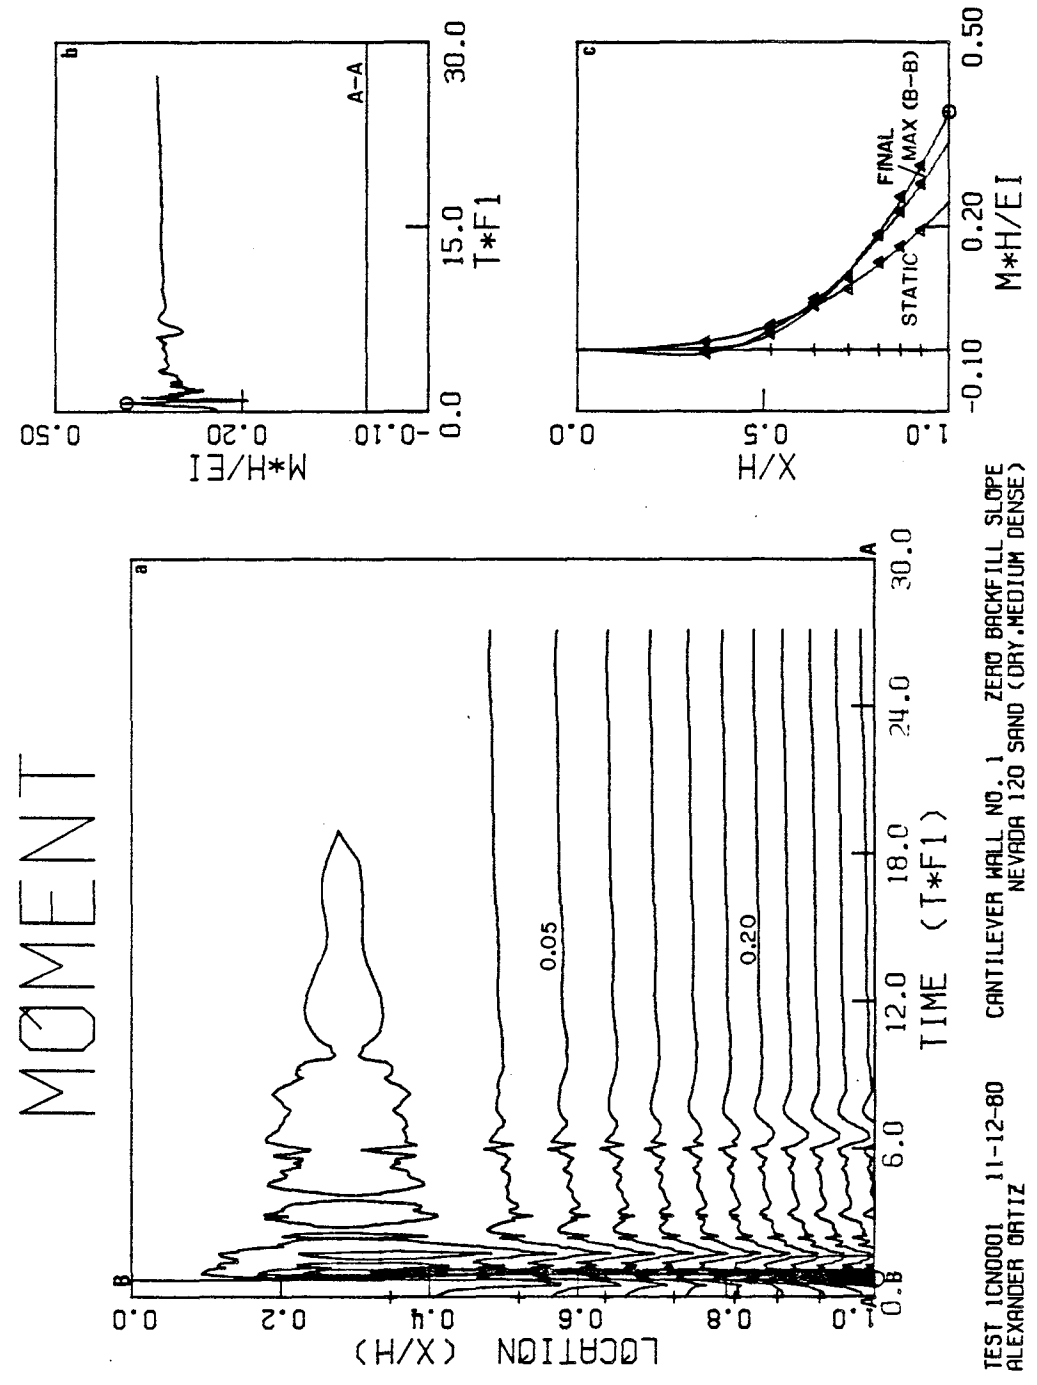 MØMENT
a
B
0.0
0.2
0.4
0.6
0.8
1.0
LOCATION (X/H)
0.05
0.20
A
B
A
0.0
6.0
12.0
18.0
24.0
30.0
TIME (T*F1)
b
0.50
0.20
-0.10
M*H/EI
A-A
0.0
15.0
30.0
T*F1
c
0.0
0.5
1.0
X/H
STATIC
FINAL
MAX (B-B)
-0.10
0.20
0.50
M*H/EI
TEST 1CN0001 11-12-80 CANTILEVER WALL NO. 1 ZERO BACKFILL SLOPE
ALEXANDER ORTIZ NEVADA 120 SAND (DRY,MEDIUM DENSE)